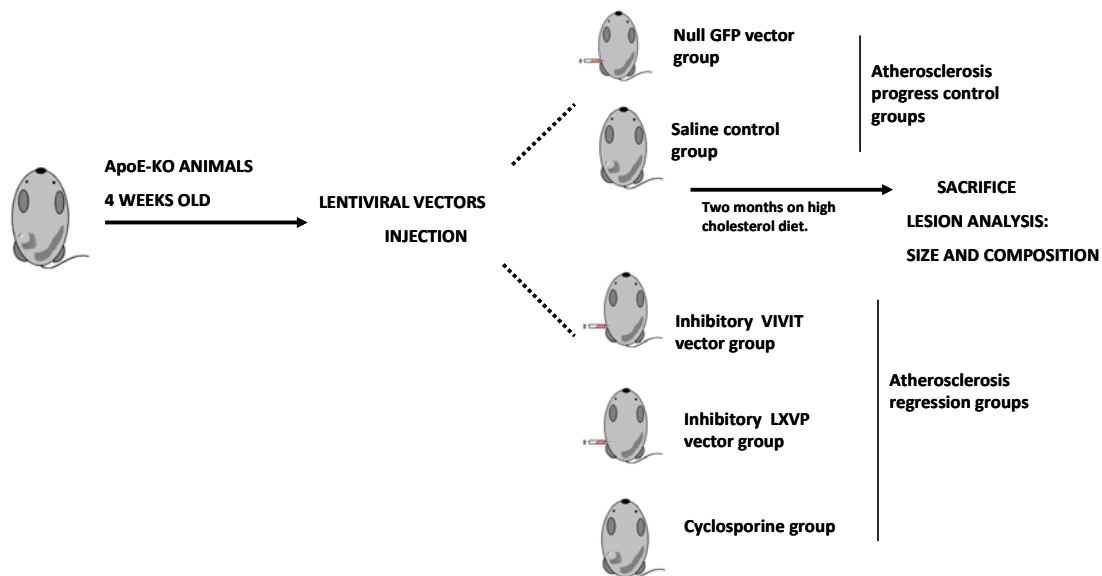 ApoE-KO ANIMALS
4 WEEKS OLD
LENTIVIRAL VECTORS
INJECTION
Null GFP vector
group
Saline control
group
Atherosclerosis
progress control
groups
Two months on high
cholesterol diet.
SACRIFICE
LESION ANALYSIS:
SIZE AND COMPOSITION
Inhibitory VIVIT
vector group
Inhibitory LXVP
vector group
Cyclosporine group
Atherosclerosis
regression groups